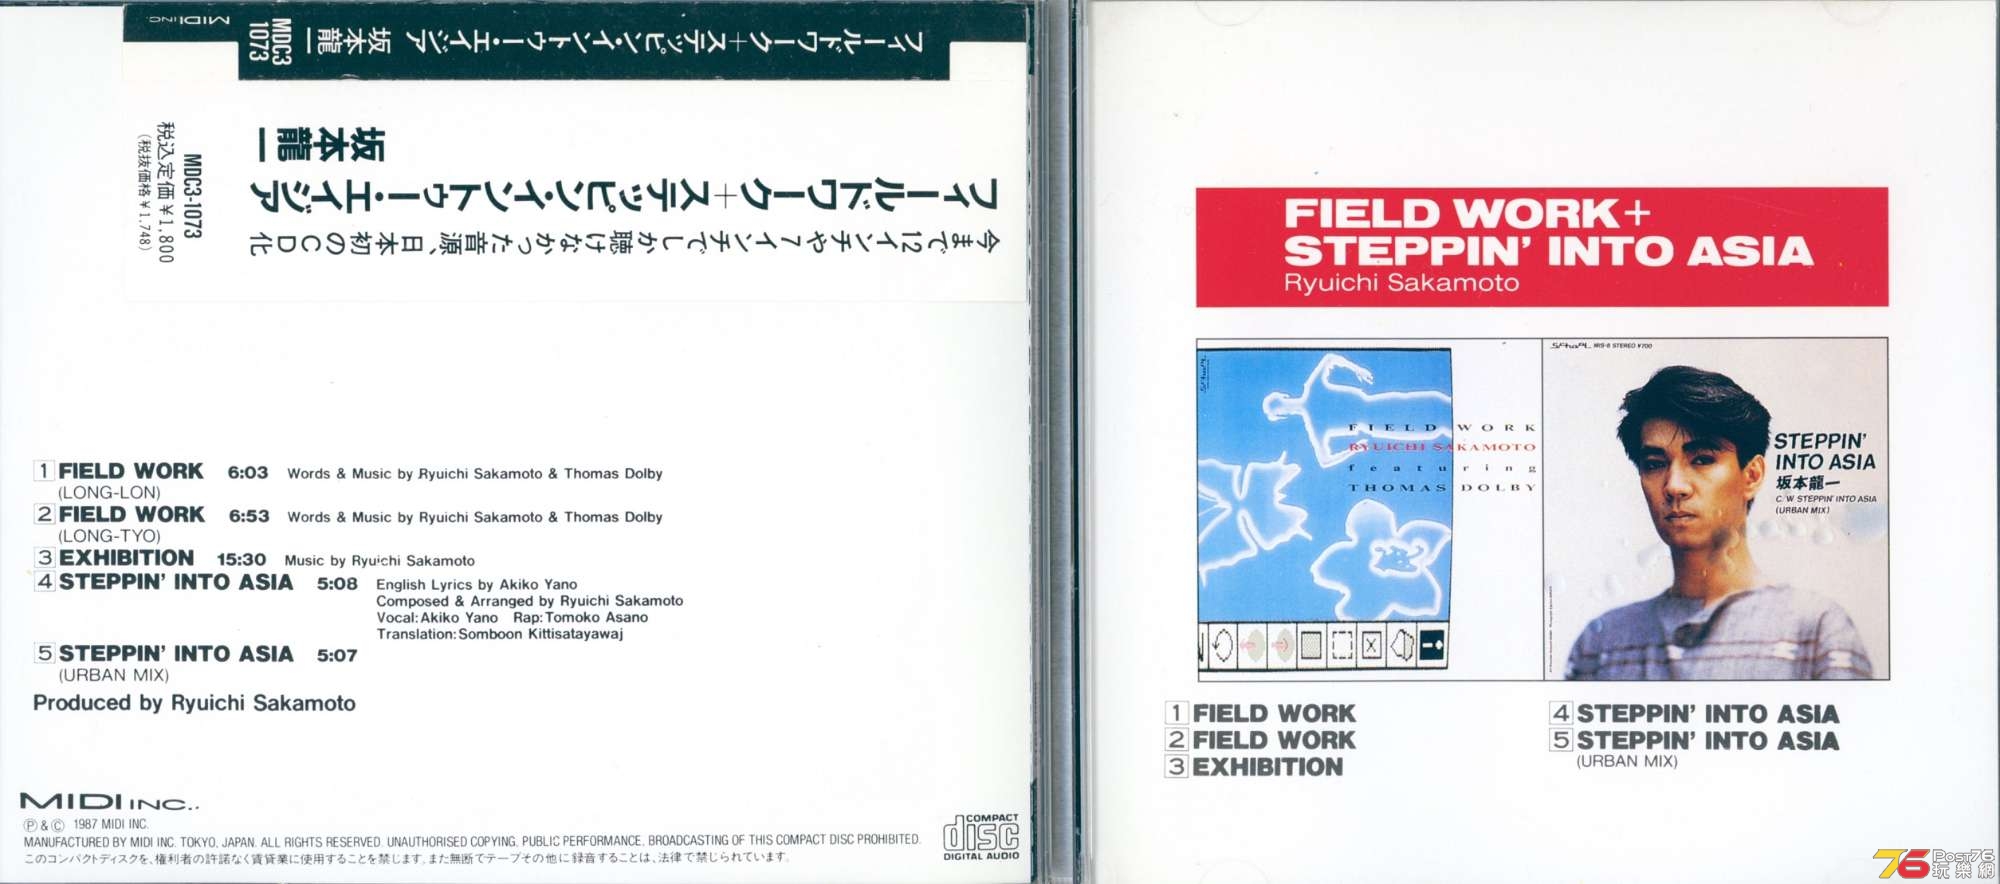 MIDI INC.
MDC3
1073
フィールドワーク+ステッピン・イントゥー・エイジア
坂本龍一
坂本龍一
フィールドワーク+ステッピン・イントゥー・エイジア
今まで12インチや7インチでしか聴けなかった音源、日本初のCD化
MDC3-1073
税込定価¥1,800
(税抜価格¥1,748)
1 FIELD WORK 6:03 Words & Music by Ryuichi Sakamoto & Thomas Dolby
(LONG-LON)
2 FIELD WORK 6:53 Words & Music by Ryuichi Sakamoto & Thomas Dolby
(LONG-TYO)
3 EXHIBITION 15:30 Music by Ryuichi Sakamoto
4 STEPPIN' INTO ASIA 5:08 English Lyrics by Akiko Yano
Composed & Arranged by Ryuichi Sakamoto
Vocal:Akiko Yano Rap:Tomoko Asano
Translation:Somboon Kittisatayawaj
5 STEPPIN' INTO ASIA 5:07
(URBAN MIX)
Produced by Ryuichi Sakamoto
MIDI INC..
Ⓟ & Ⓒ 1987 MIDI INC.
MANUFACTURED BY MIDI INC. TOKYO, JAPAN. ALL RIGHTS RESERVED. UNAUTHORISED COPYING, PUBLIC PERFORMANCE, BROADCASTING OF THIS COMPACT DISC PROHIBITED.
このコンパクトディスクを、権利者の許諾なく賃貸業に使用することを禁じます。また無断でテープその他に録音することは、法律で禁じられています。
COMPACT
disc
DIGITAL AUDIO
FIELD WORK+
STEPPIN' INTO ASIA
Ryuichi Sakamoto
FIELD WORK
RYUICHI SAKAMOTO
featuring
THOMAS DOLBY
School MIS-8 STEREO ¥700
STEPPIN'
INTO ASIA
坂本龍一
C/W STEPPIN' INTO ASIA
(URBAN MIX)
1 FIELD WORK
2 FIELD WORK
3 EXHIBITION
4 STEPPIN' INTO ASIA
5 STEPPIN' INTO ASIA
(URBAN MIX)
76 Post76
玩樂網